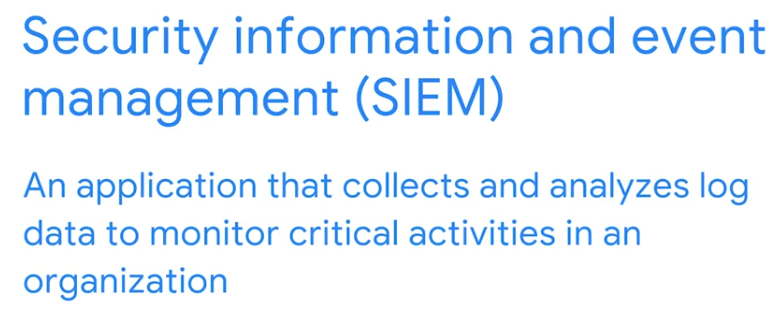 Security information and event
management (SIEM)
An application that collects and analyzes log
data to monitor critical activities in an
organization